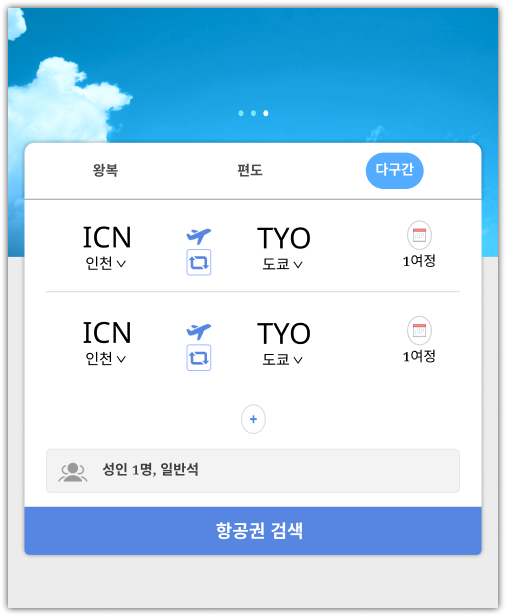 왕복 편도 다구간
ICN TYO
인천 도쿄 1여정
ICN TYO
인천 도쿄 1여정
+
성인 1명, 일반석
항공권 검색